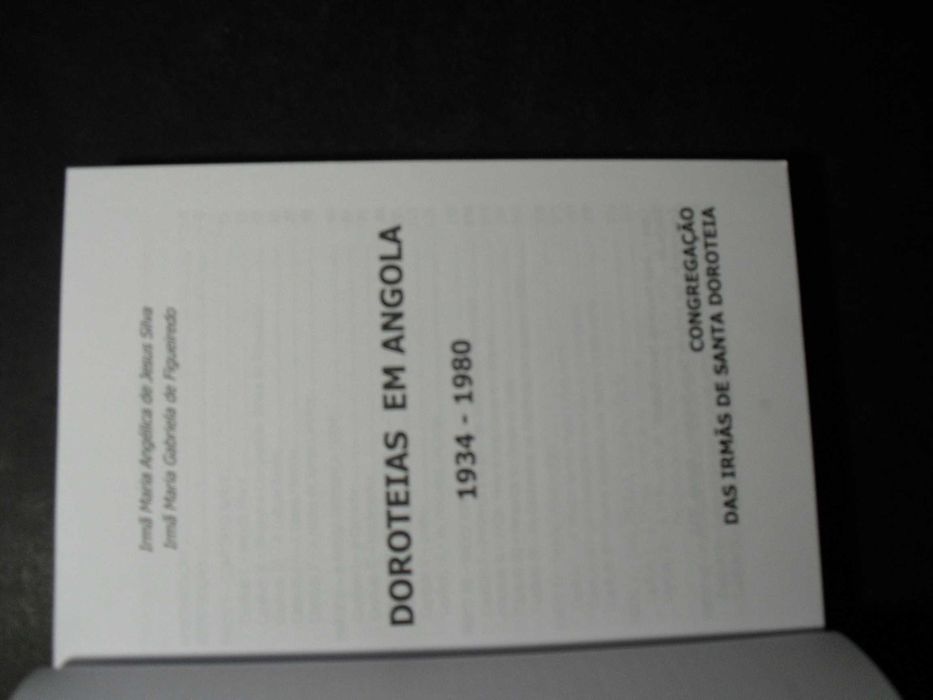 Irmã Maria Angélica de Jesus Silva
Irmã Maria Gabriela de Figueiredo
DOROTEIAS EM ANGOLA
1934 - 1980
CONGREGAÇÃO
DAS IRMÃS DE SANTA DOROTEIA